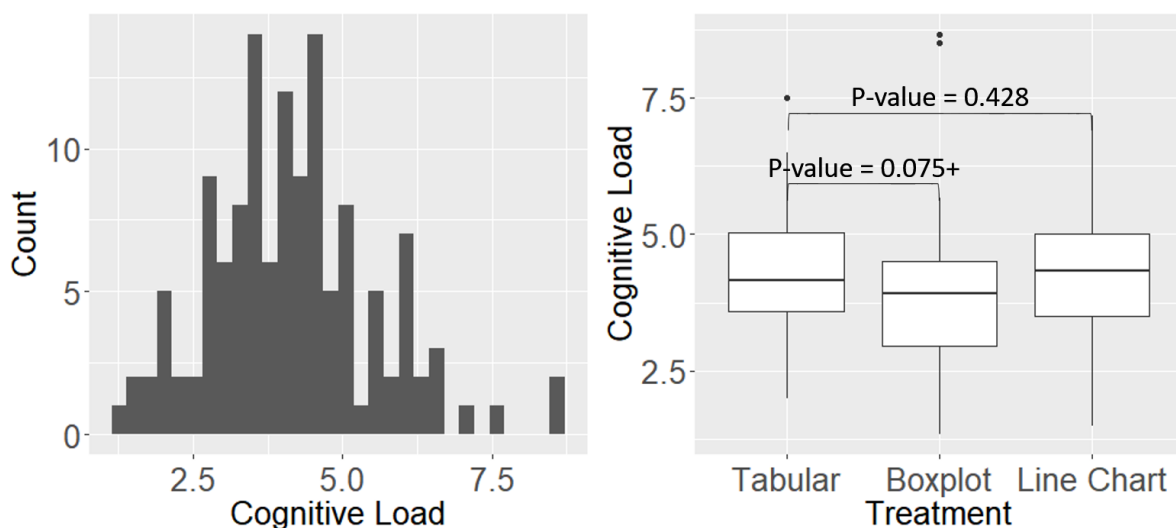 Count
10
5
0
2.5
5.0
7.5
Cognitive Load
Cognitive Load
7.5
5.0
2.5
P-value = 0.428
P-value = 0.075+
Tabular
Boxplot
Line Chart
Treatment